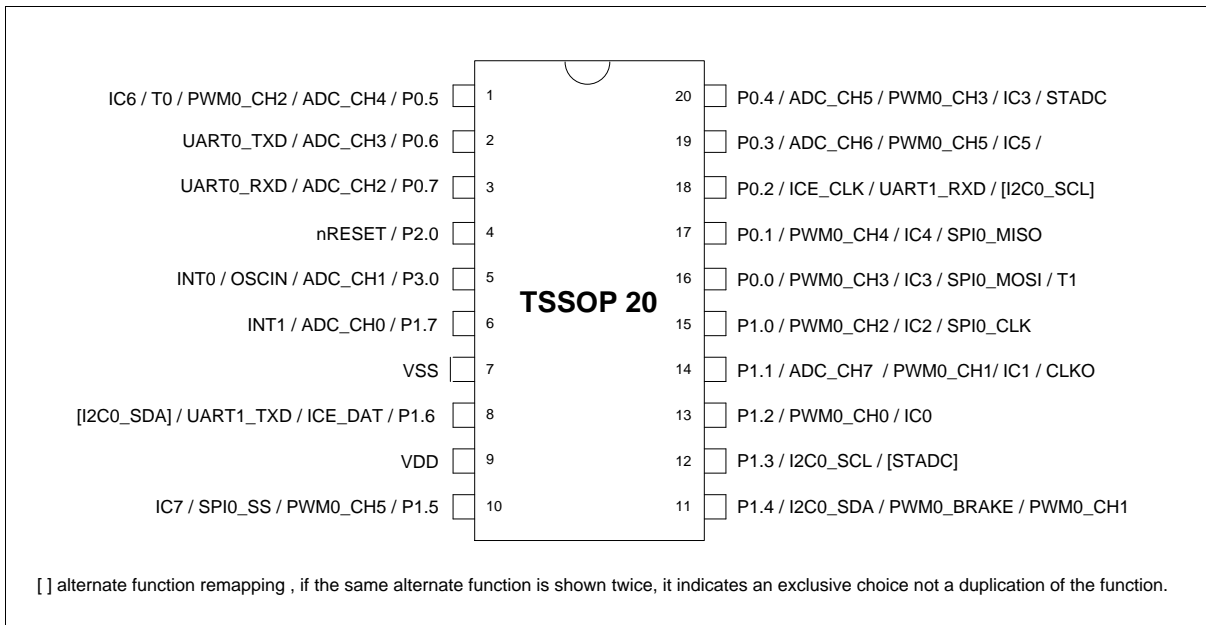 IC6 / T0 / PWM0_CH2 / ADC_CH4 / P0.5 1 20 P0.4 / ADC_CH5 / PWM0_CH3 / IC3 / STADC
UART0_TXD / ADC_CH3 / P0.6 2 19 P0.3 / ADC_CH6 / PWM0_CH5 / IC5 /
UART0_RXD / ADC_CH2 / P0.7 3 18 P0.2 / ICE_CLK / UART1_RXD / [I2C0_SCL]
nRESET / P2.0 4 17 P0.1 / PWM0_CH4 / IC4 / SPI0_MISO
INT0 / OSCIN / ADC_CH1 / P3.0 5 16 P0.0 / PWM0_CH3 / IC3 / SPI0_MOSI / T1
TSSOP 20
INT1 / ADC_CH0 / P1.7 6 15 P1.0 / PWM0_CH2 / IC2 / SPI0_CLK
VSS 7 14 P1.1 / ADC_CH7 / PWM0_CH1/ IC1 / CLKO
[I2C0_SDA] / UART1_TXD / ICE_DAT / P1.6 8 13 P1.2 / PWM0_CH0 / IC0
VDD 9 12 P1.3 / I2C0_SCL / [STADC]
IC7 / SPI0_SS / PWM0_CH5 / P1.5 10 11 P1.4 / I2C0_SDA / PWM0_BRAKE / PWM0_CH1
[ ] alternate function remapping , if the same alternate function is shown twice, it indicates an exclusive choice not a duplication of the function.